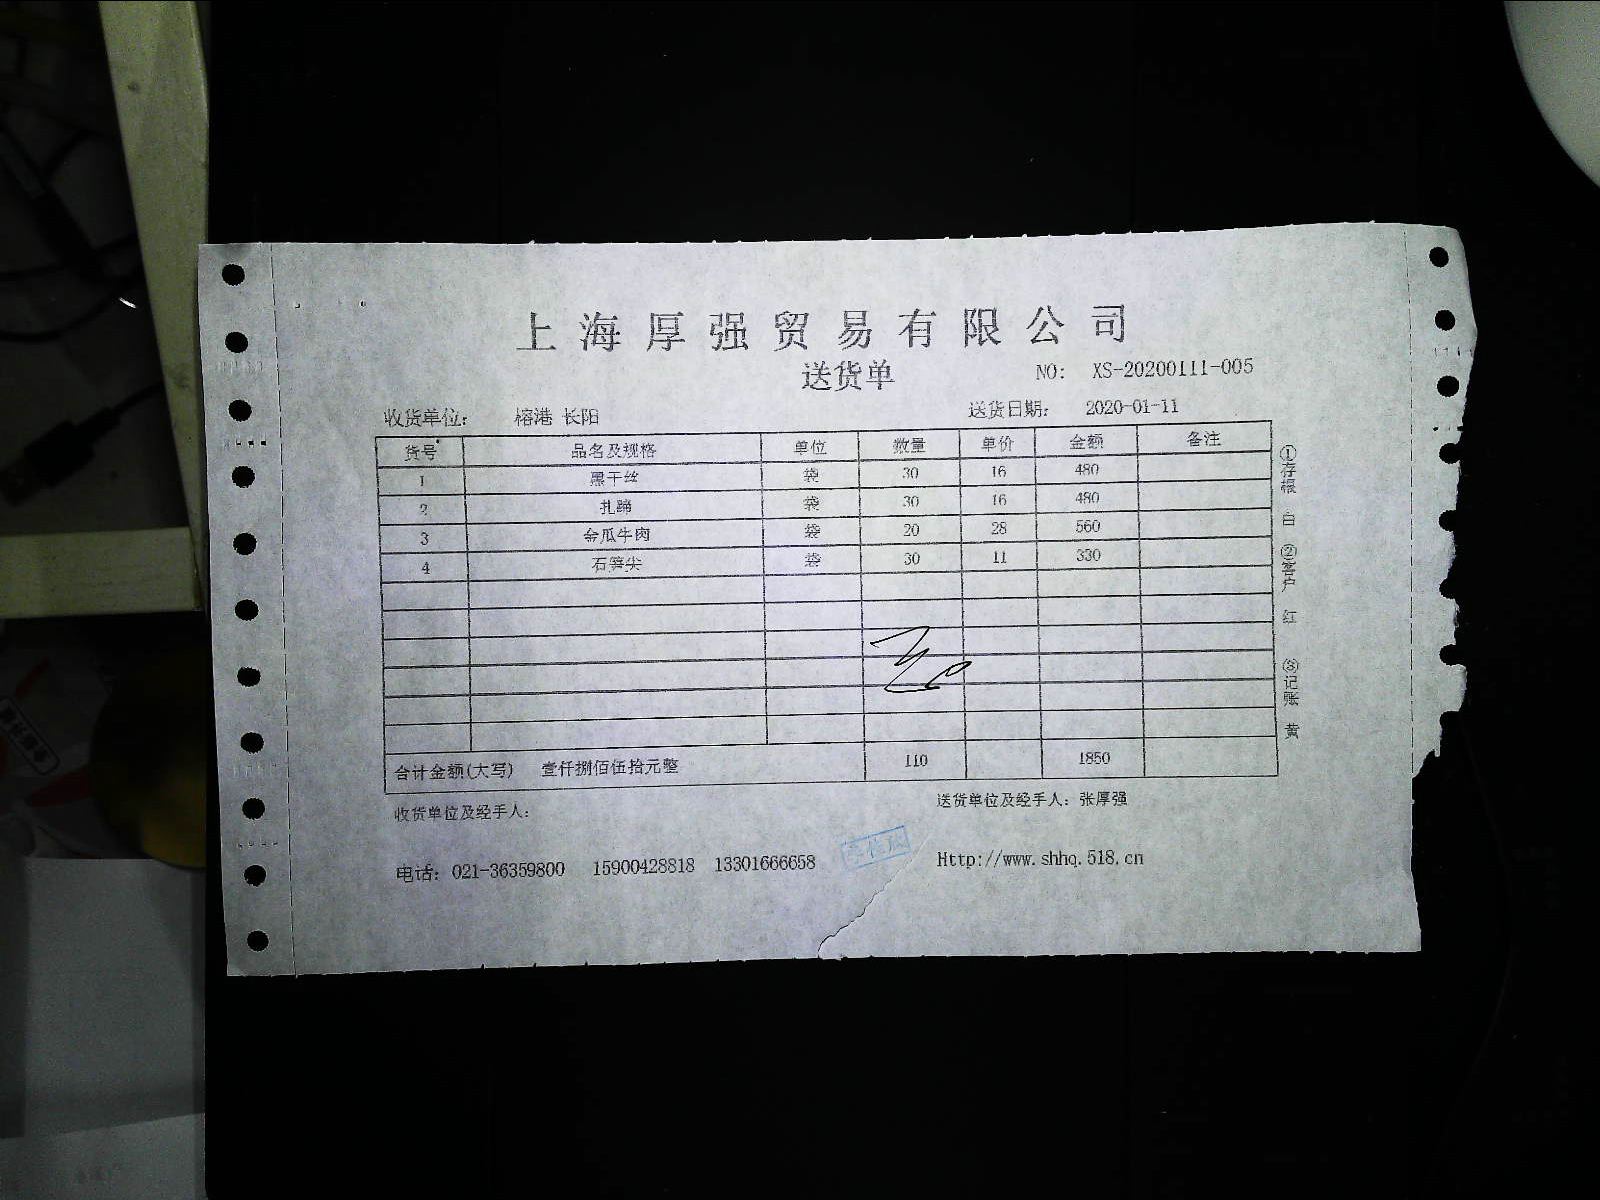 上海厚强贸易有限公司
送货单 NO: XS-20200111-005
收货单位: 榕港 长阳 送货日期: 2020-01-11
货号 品名及规格 单位 数量 单价 金额 备注
1 黑干丝 袋 30 16 480
2 扎蹄 袋 30 16 480
3 金瓜牛肉 袋 20 28 560
4 石笋尖 袋 30 11 330
合计金额(大写) 壹仟捌佰伍拾元整 110 1850
收货单位及经手人: 送货单位及经手人: 张厚强
电话: 021-36359800 15900428818 13301666658 Http://www.shhq.518.cn
①存根 白 ②客户 红 ③记账 黄